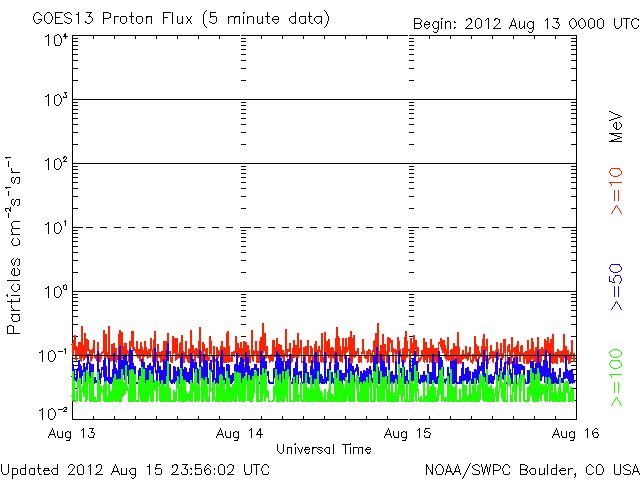 GOES13 Proton Flux (5 minute data)
Begin: 2012 Aug 13 0000 UTC
Particles cm⁻²s⁻¹sr⁻¹
10⁴
10³
10²
10¹
10⁰
10⁻¹
10⁻²
Aug 13
Aug 14
Aug 15
Aug 16
Universal Time
MeV
>=10
>=50
>=100
Updated 2012 Aug 15 23:56:02 UTC
NOAA/SWPC Boulder, CO USA